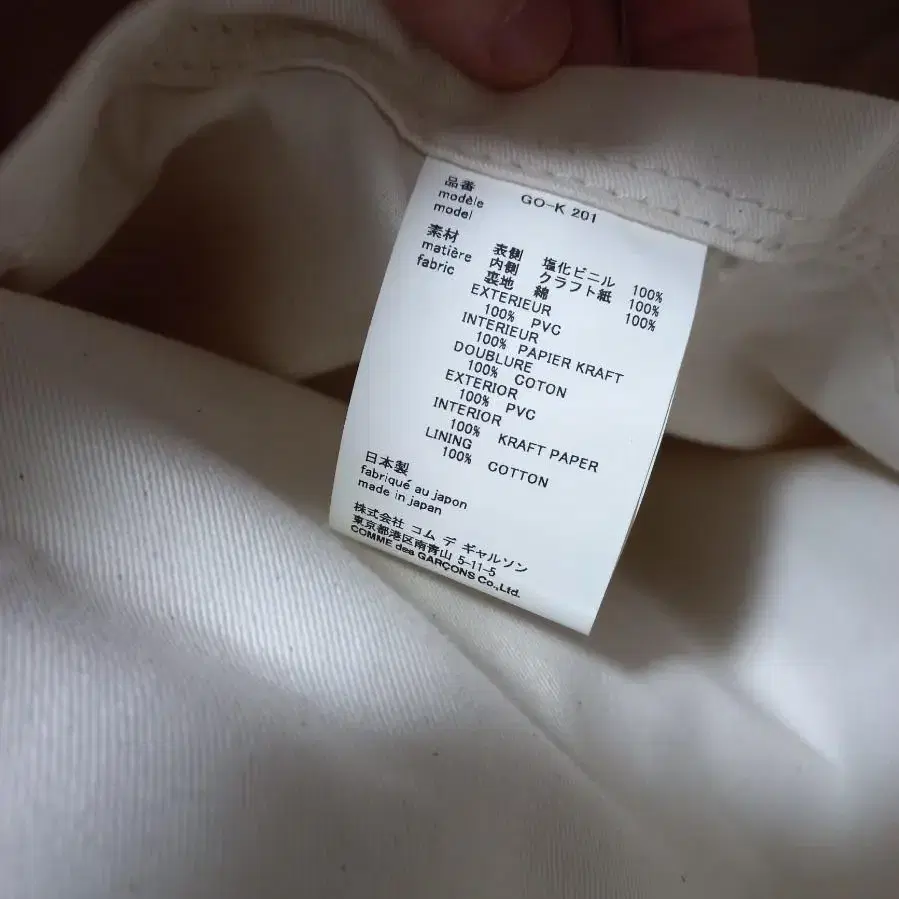 品番
modèle GO-K 201
model
素材 表側 塩化ビニル 100%
matière 内側 クラフト紙 100%
fabric 裏地 綿 100%
EXTERIEUR
100% PVC
INTERIEUR
100% PAPIER KRAFT
DOUBLURE
100% COTON
EXTERIOR
100% PVC
INTERIOR
100% KRAFT PAPER
LINING
100% COTTON
日本製
fabriqué au japon
made in japan
株式会社 コム デ ギャルソン
東京都港区南青山 5-11-5
COMME des GARÇONS Co.,Ltd.